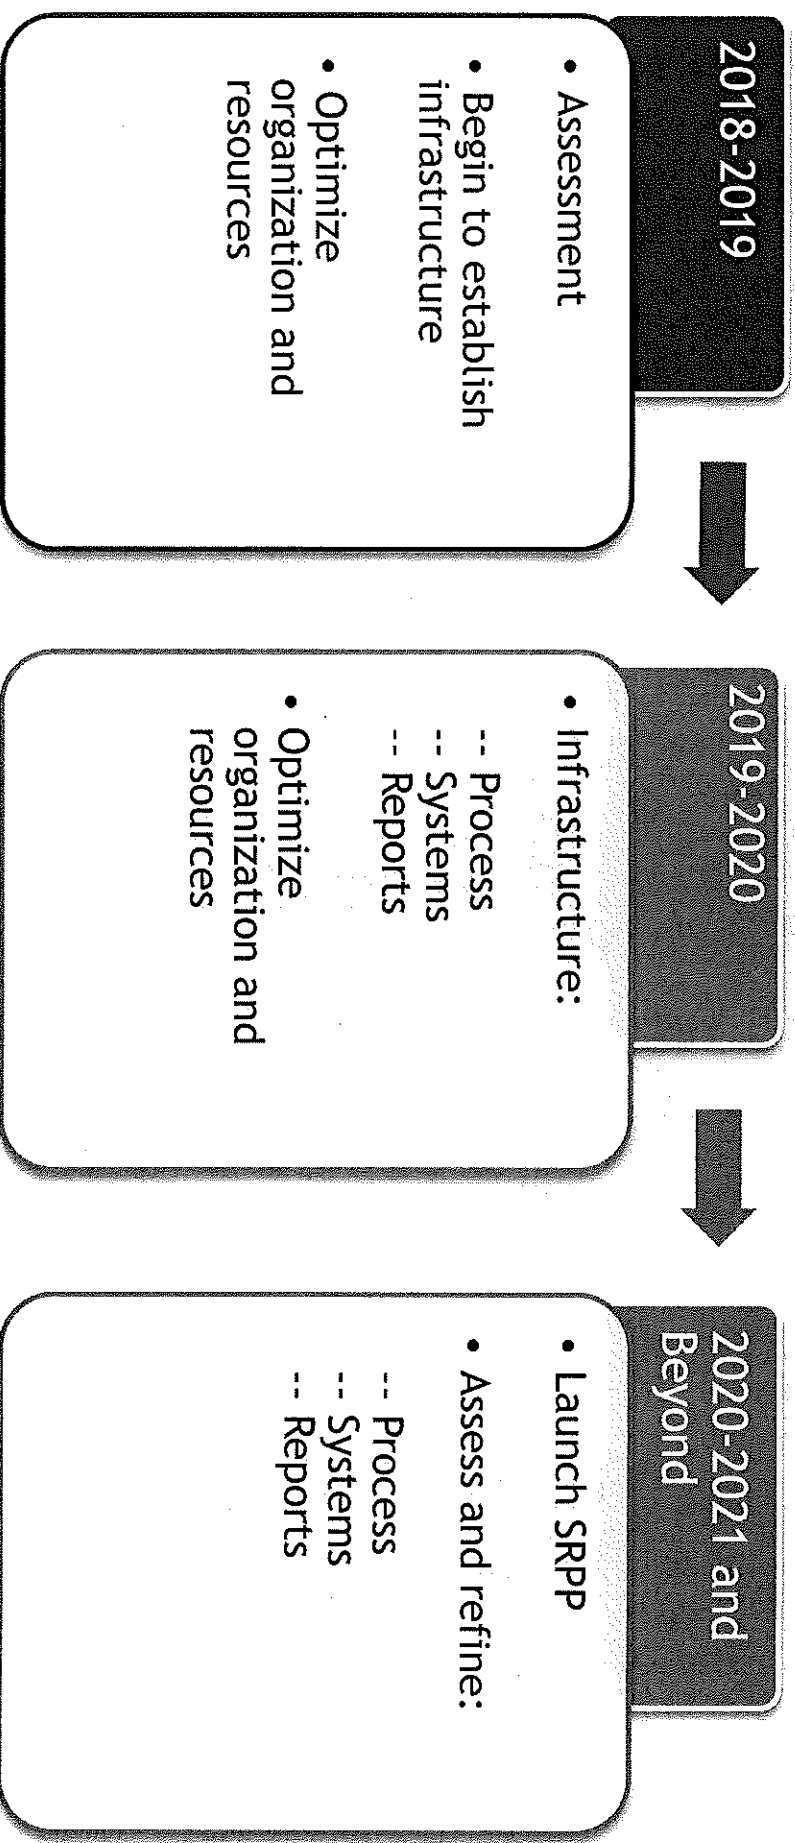 2018-2019
• Assessment
• Begin to establish
infrastructure
• Optimize
organization and
resources
2019-2020
• Infrastructure:
-- Process
-- Systems
-- Reports
• Optimize
organization and
resources
2020-2021 and
Beyond
• Launch SRPP
• Assess and refine:
-- Process
-- Systems
-- Reports